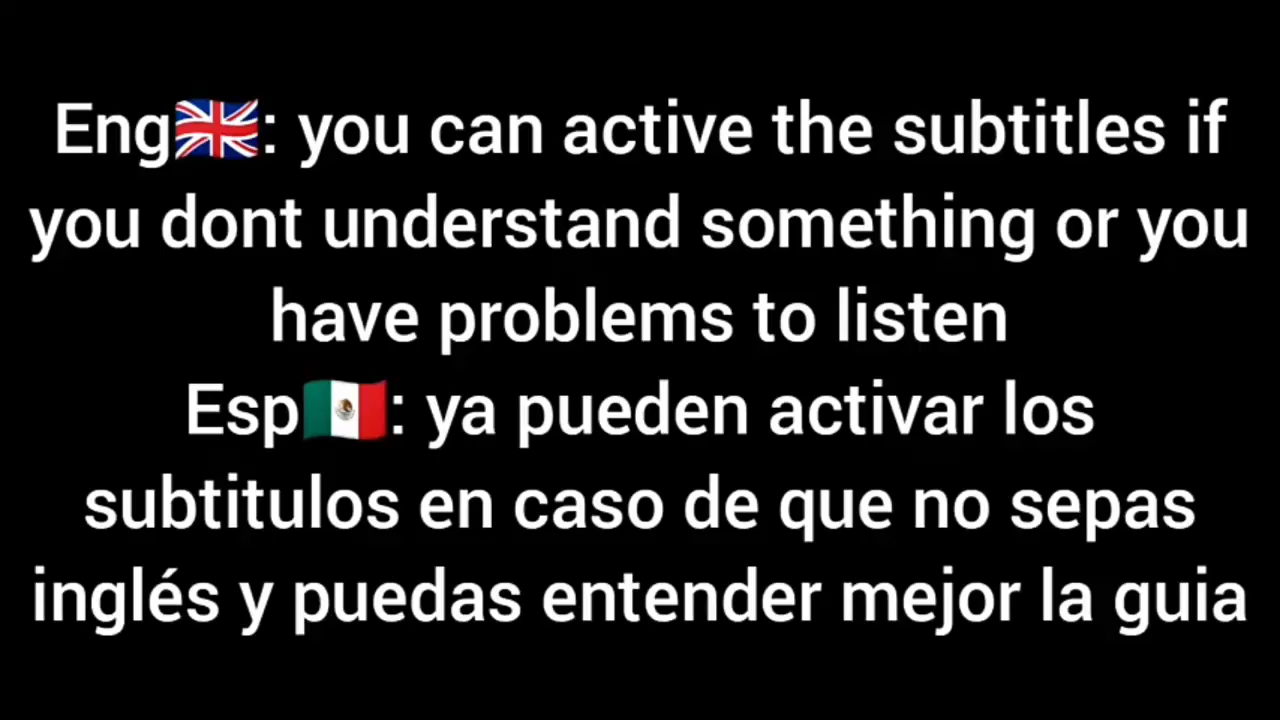 Eng🇬🇧: you can active the subtitles if
you dont understand something or you
have problems to listen
Esp🇲🇽: ya pueden activar los
subtitulos en caso de que no sepas
inglés y puedas entender mejor la guia